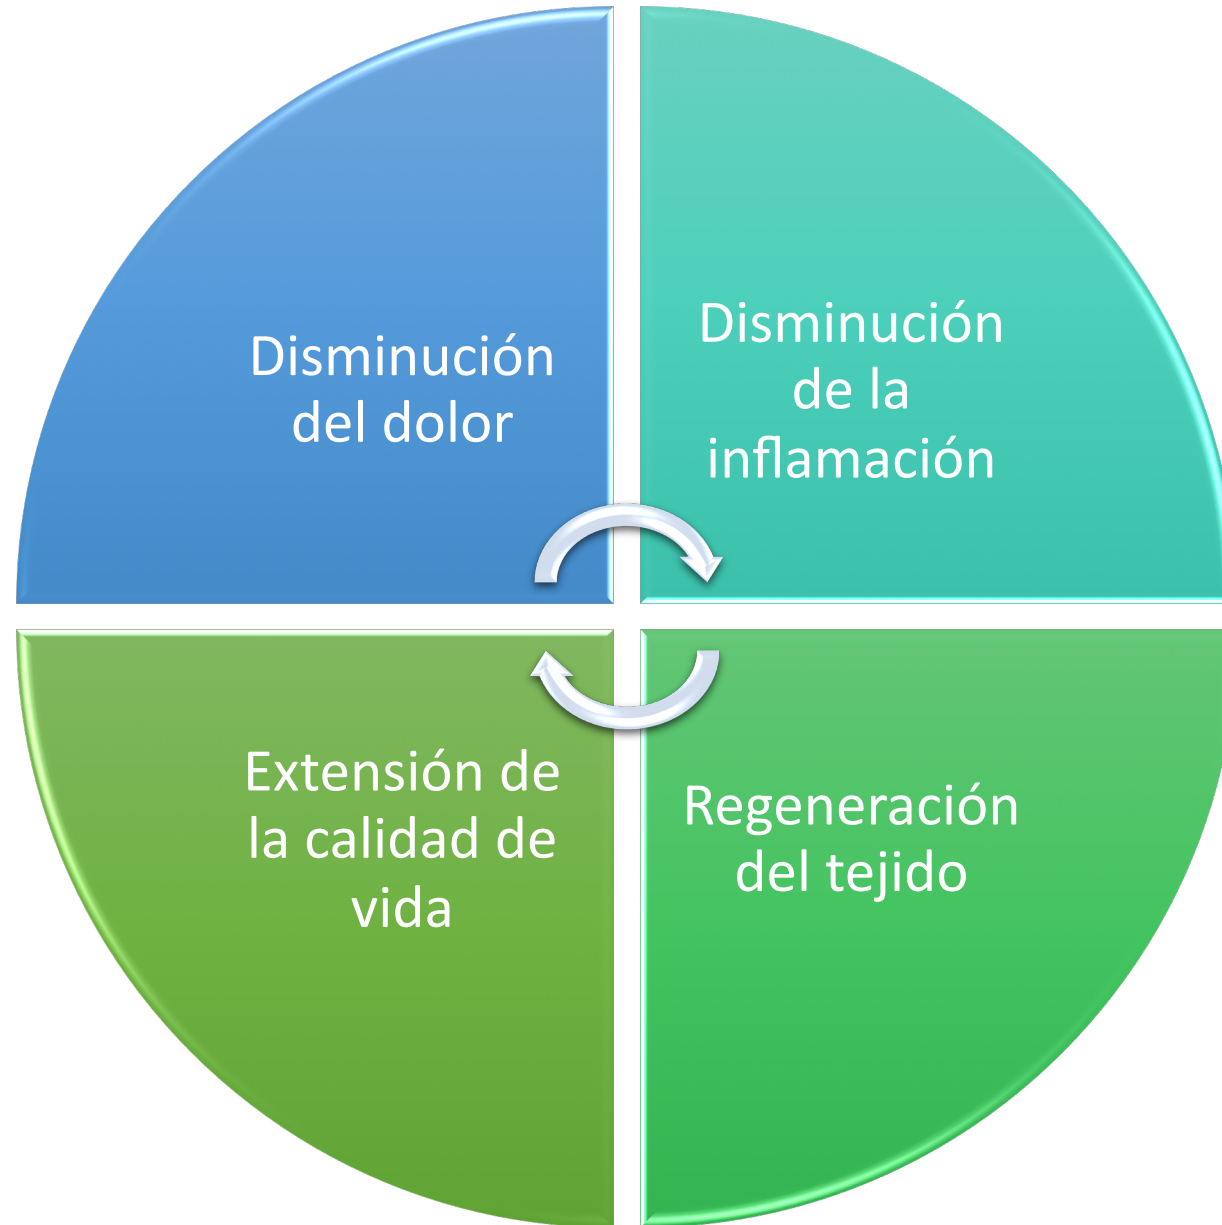 Disminución
del dolor
Disminución
de la
inflamación
Extensión de
la calidad de
vida
Regeneración
del tejido